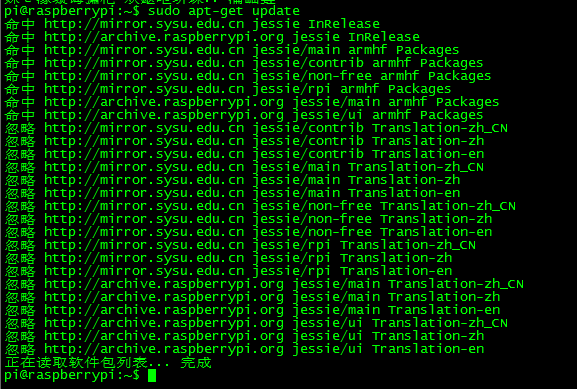 pi@raspberrypi:~$ sudo apt-get update
命中 http://mirror.sysu.edu.cn jessie InRelease
命中 http://archive.raspberrypi.org jessie InRelease
命中 http://mirror.sysu.edu.cn jessie/main armhf Packages
命中 http://mirror.sysu.edu.cn jessie/contrib armhf Packages
命中 http://mirror.sysu.edu.cn jessie/non-free armhf Packages
命中 http://mirror.sysu.edu.cn jessie/rpi armhf Packages
命中 http://archive.raspberrypi.org jessie/main armhf Packages
命中 http://archive.raspberrypi.org jessie/ui armhf Packages
忽略 http://mirror.sysu.edu.cn jessie/contrib Translation-zh_CN
忽略 http://mirror.sysu.edu.cn jessie/contrib Translation-zh
忽略 http://mirror.sysu.edu.cn jessie/contrib Translation-en
忽略 http://mirror.sysu.edu.cn jessie/main Translation-zh_CN
忽略 http://mirror.sysu.edu.cn jessie/main Translation-zh
忽略 http://mirror.sysu.edu.cn jessie/main Translation-en
忽略 http://mirror.sysu.edu.cn jessie/non-free Translation-zh_CN
忽略 http://mirror.sysu.edu.cn jessie/non-free Translation-zh
忽略 http://mirror.sysu.edu.cn jessie/non-free Translation-en
忽略 http://mirror.sysu.edu.cn jessie/rpi Translation-zh_CN
忽略 http://mirror.sysu.edu.cn jessie/rpi Translation-zh
忽略 http://mirror.sysu.edu.cn jessie/rpi Translation-en
忽略 http://archive.raspberrypi.org jessie/main Translation-zh_CN
忽略 http://archive.raspberrypi.org jessie/main Translation-zh
忽略 http://archive.raspberrypi.org jessie/main Translation-en
忽略 http://archive.raspberrypi.org jessie/ui Translation-zh_CN
忽略 http://archive.raspberrypi.org jessie/ui Translation-zh
忽略 http://archive.raspberrypi.org jessie/ui Translation-en
正在读取软件包列表... 完成
pi@raspberrypi:~$